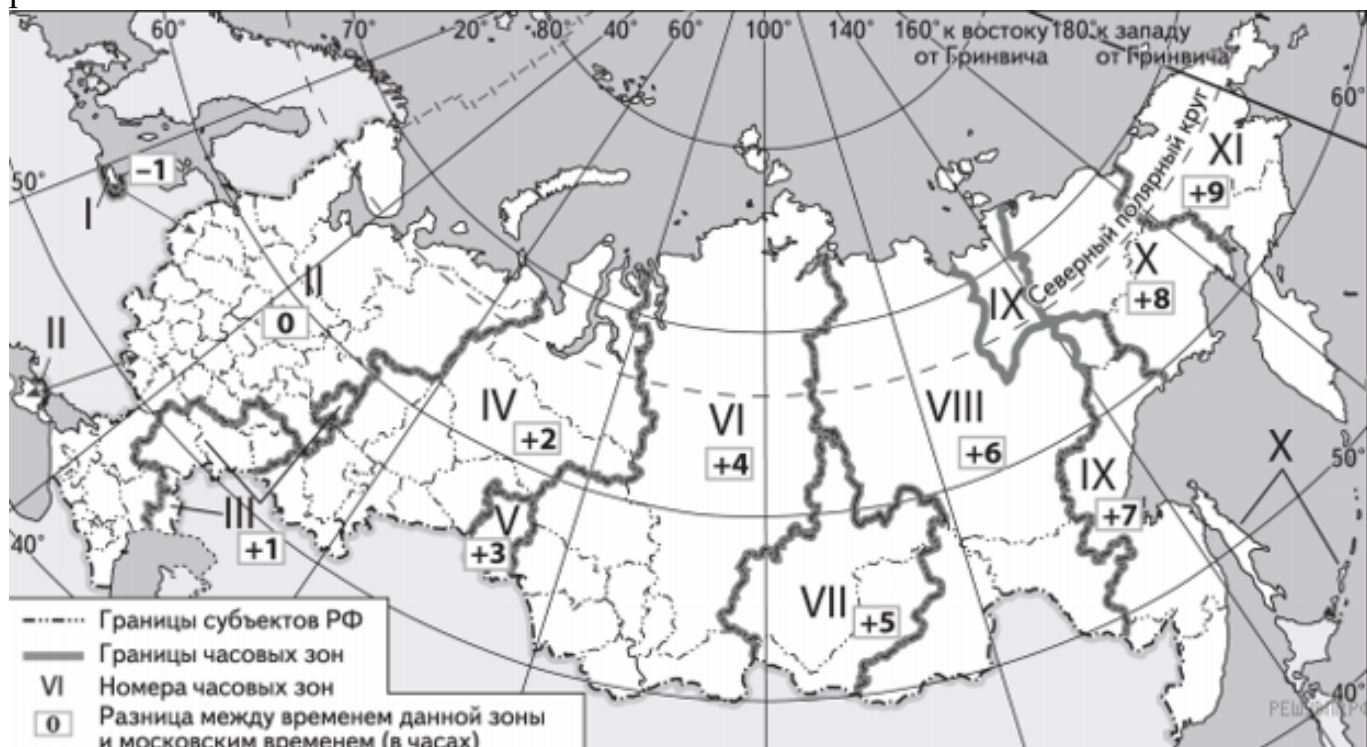 60° 70° 20° 80° 40° 60° 100° 140° 160° к востоку 180° к западу
от Гринвича от Гринвича
60°
Северный полярный круг
XI
+9
50°
–1
I
II
0
X
+8
IX
II
IV
+2
VI
+4
VIII
+6
X
50°
IX
+7
V
+3
III
+1
40°
VII
+5
40°
Границы субъектов РФ
Границы часовых зон
VI Номера часовых зон
0 Разница между временем данной зоны
и московским временем (в часах)